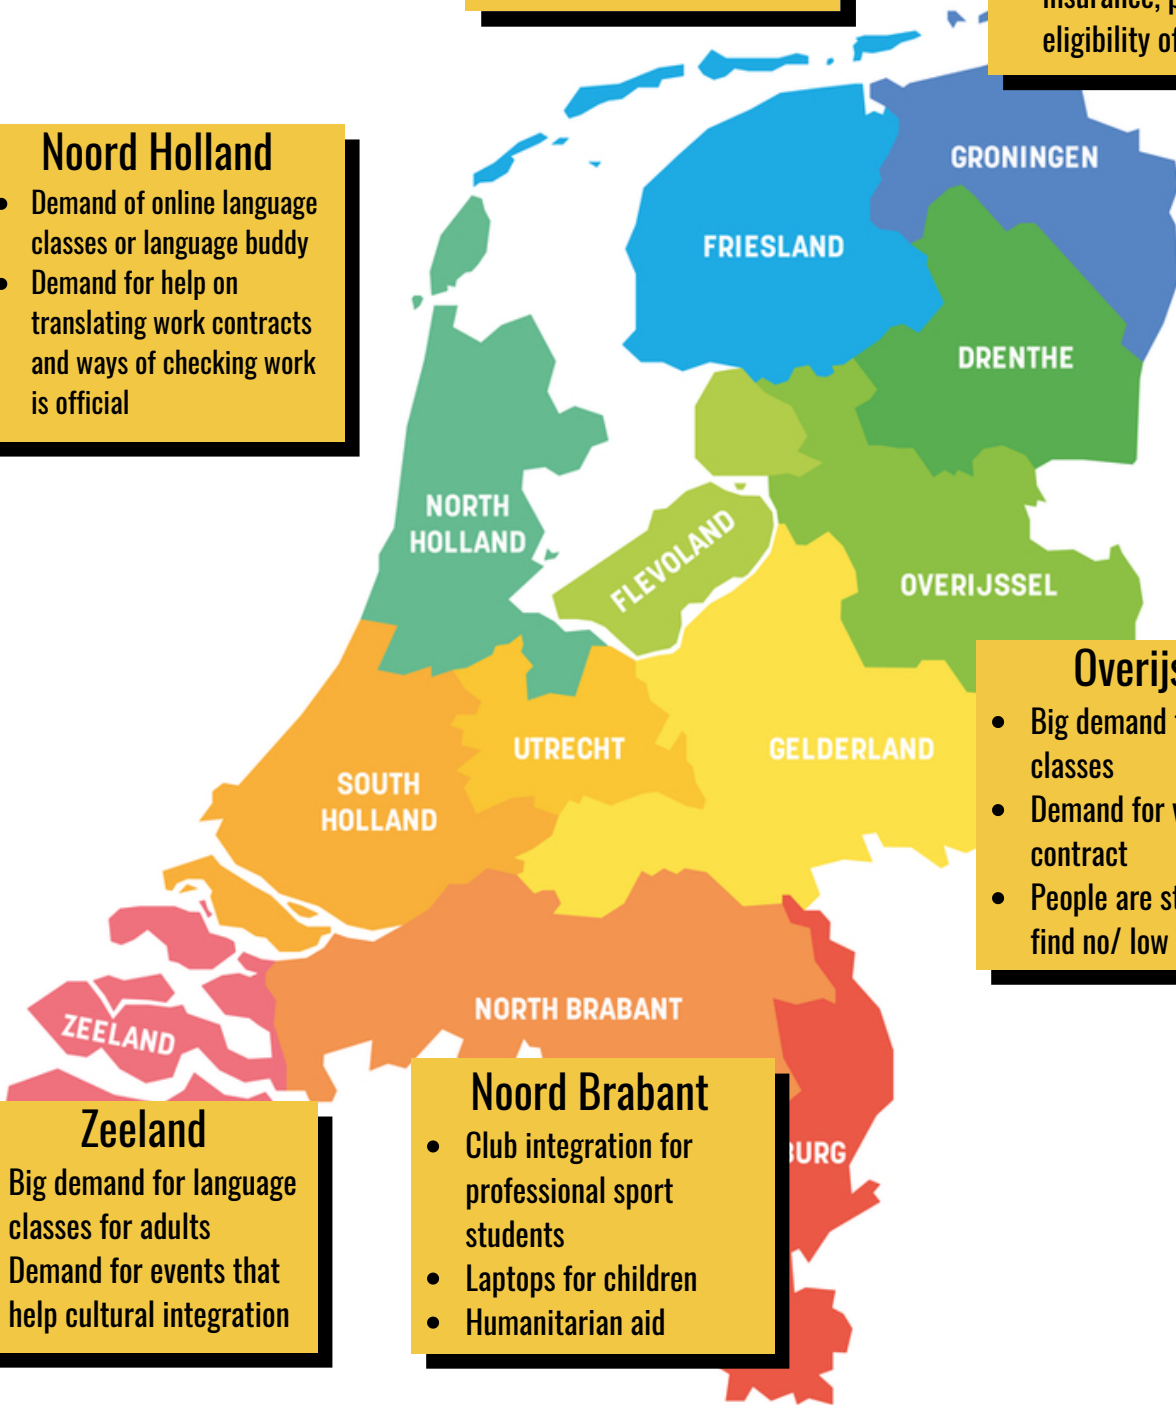 insurance, p
eligibility of
Noord Holland
• Demand of online language
classes or language buddy
• Demand for help on
translating work contracts
and ways of checking work
is official
GRONINGEN
FRIESLAND
DRENTHE
NORTH
HOLLAND
FLEVOLAND
OVERIJSSEL
UTRECHT
GELDERLAND
SOUTH
HOLLAND
NORTH BRABANT
ZEELAND
BURG
Overijs
• Big demand
classes
• Demand for
contract
• People are st
find no/ low
Zeeland
Big demand for language
classes for adults
Demand for events that
help cultural integration
Noord Brabant
• Club integration for
professional sport
students
• Laptops for children
• Humanitarian aid